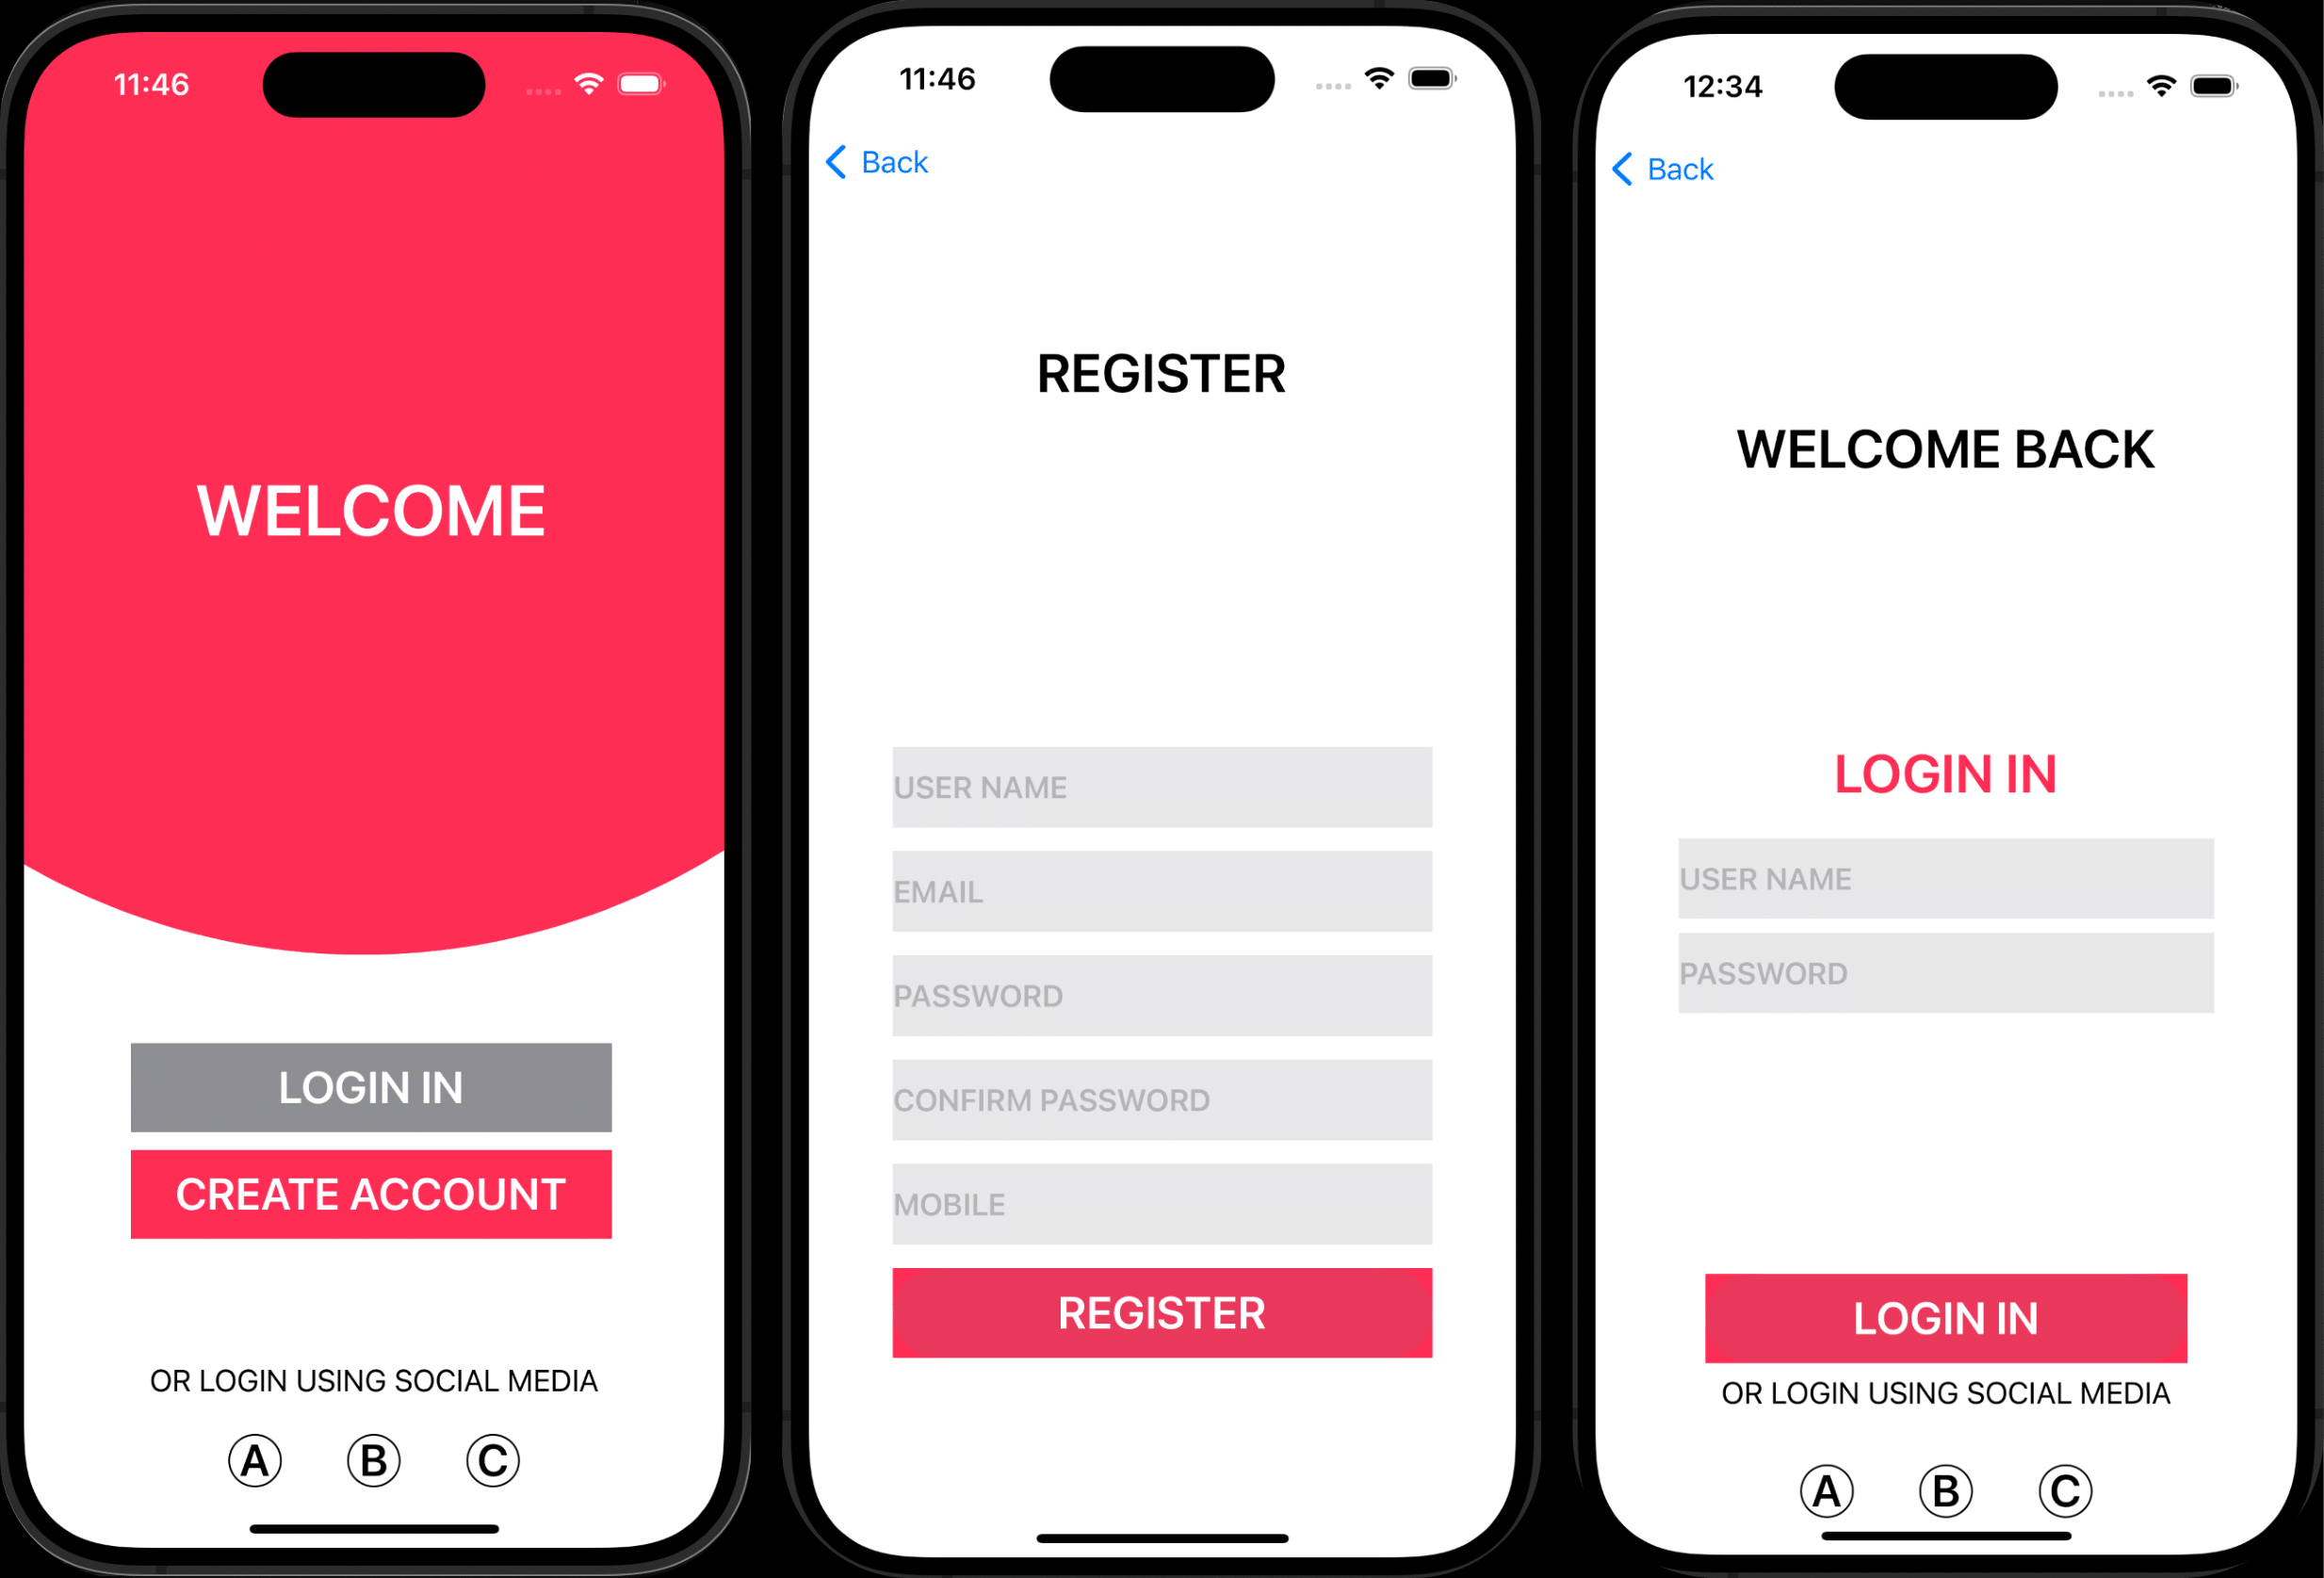 11:46
WELCOME
LOGIN IN
CREATE ACCOUNT
OR LOGIN USING SOCIAL MEDIA
A B C
11:46
Back
REGISTER
USER NAME
EMAIL
PASSWORD
CONFIRM PASSWORD
MOBILE
REGISTER
12:34
Back
WELCOME BACK
LOGIN IN
USER NAME
PASSWORD
LOGIN IN
OR LOGIN USING SOCIAL MEDIA
A B C